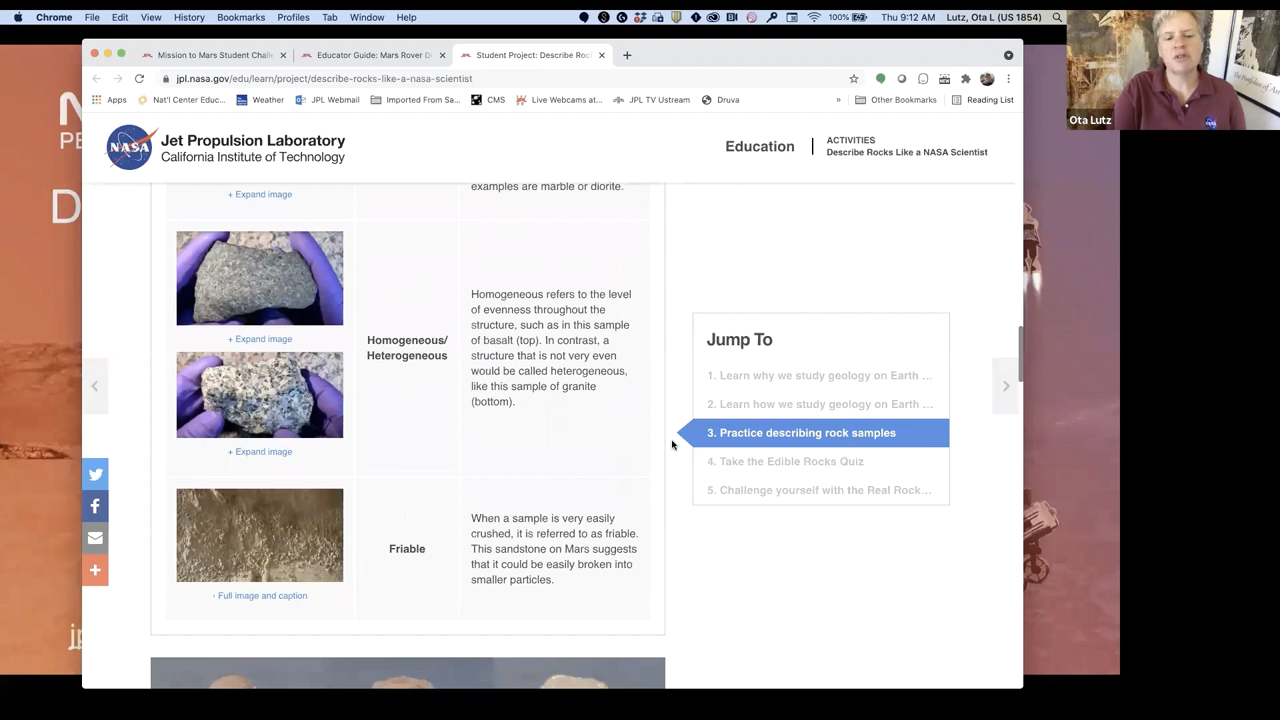 Chrome File Edit View History Bookmarks Profiles Tab Window Help
100% Thu 9:12 AM Lutz, Ota L (US 1854)
Mission to Mars Student Chall
Educator Guide: Mars Rover D
Student Project: Describe Roc
jpl.nasa.gov/edu/learn/project/describe-rocks-like-a-nasa-scientist
Apps Nat'l Center Educ... Weather JPL Webmail Imported From Sa... CMS Live Webcams at... JPL TV Ustream Druva » Other Bookmarks Reading List
Ota Lutz
N
PE
D
NASA
Jet Propulsion Laboratory
California Institute of Technology
Education
ACTIVITIES
Describe Rocks Like a NASA Scientist
+ Expand image
examples are marble or diorite.
+ Expand image
+ Expand image
Homogeneous/
Heterogeneous
Homogeneous refers to the level
of evenness throughout the
structure, such as in this sample
of basalt (top). In contrast, a
structure that is not very even
would be called heterogeneous,
like this sample of granite
(bottom).
› Full image and caption
Friable
When a sample is very easily
crushed, it is referred to as friable.
This sandstone on Mars suggests
that it could be easily broken into
smaller particles.
Jump To
1. Learn why we study geology on Earth ...
2. Learn how we study geology on Earth ...
3. Practice describing rock samples
4. Take the Edible Rocks Quiz
5. Challenge yourself with the Real Rock...
jp